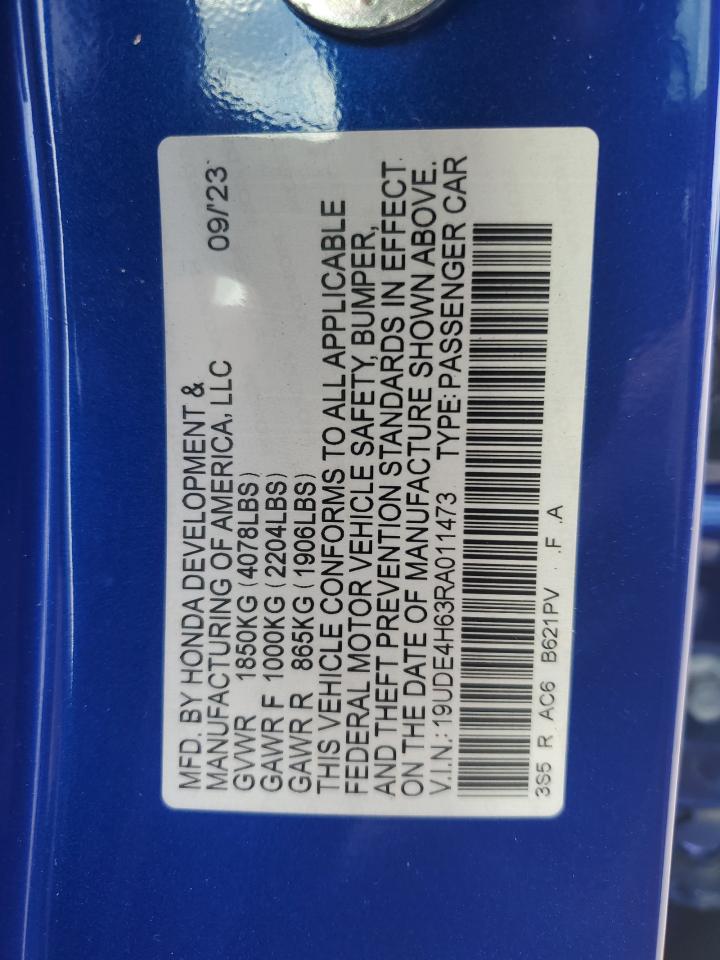 MFD. BY HONDA DEVELOPMENT & 09/23
MANUFACTURING OF AMERICA, LLC
GVWR 1850KG (4078LBS)
GAWR F 1000KG (2204LBS)
GAWR R 865KG (1906LBS)
THIS VEHICLE CONFORMS TO ALL APPLICABLE
FEDERAL MOTOR VEHICLE SAFETY, BUMPER,
AND THEFT PREVENTION STANDARDS IN EFFECT
ON THE DATE OF MANUFACTURE SHOWN ABOVE.
V.I.N.: 19UDE4H63RA011473 TYPE: PASSENGER CAR
3S5 R AC6 B621PV .F .A